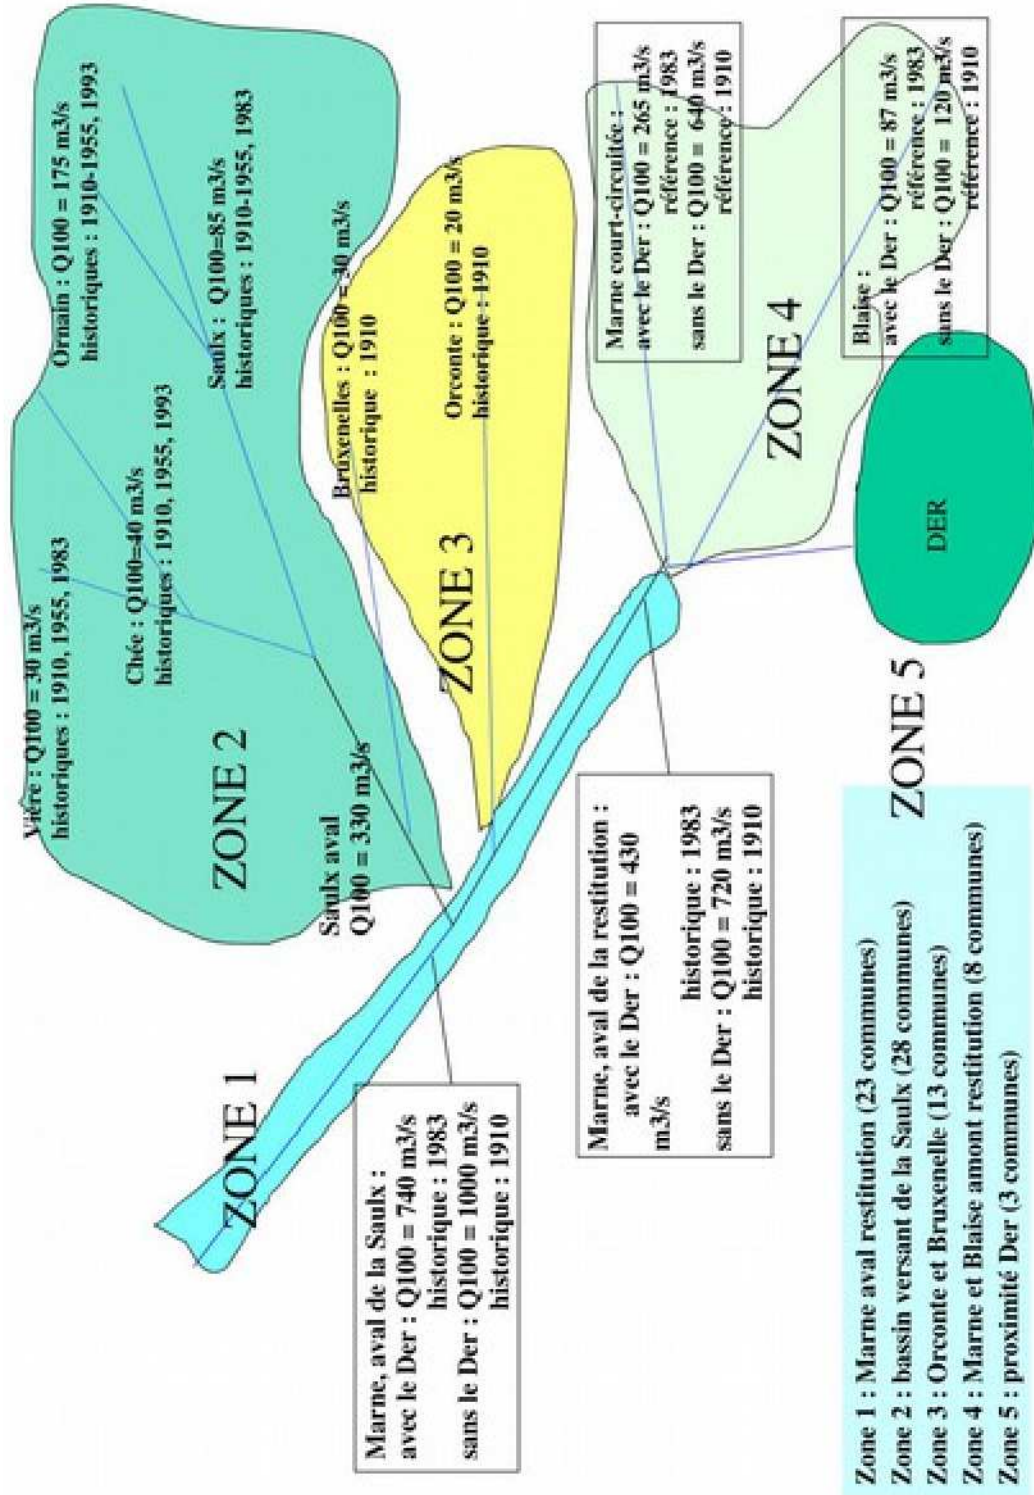 Vière : Q100 = 30 m3/s
historiques : 1910, 1955, 1983
Ornain : Q100 = 175 m3/s
historiques : 1910-1955, 1993
Chée : Q100=40 m3/s
historiques : 1910, 1955, 1993
Saulx : Q100=85 m3/s
historiques : 1910-1955, 1983
ZONE 2
Saulx aval
Q100 = 330 m3/s
Bruxenelles : Q100 = 30 m3/s
historique : 1910
Orconte : Q100 = 20 m3/s
historique : 1910
ZONE 3
ZONE 1
Marne, aval de la Saulx :
avec le Der : Q100 = 740 m3/s
historique : 1983
sans le Der : Q100 = 1000 m3/s
historique : 1910
Marne, aval de la restitution :
avec le Der : Q100 = 430
m3/s
historique : 1983
sans le Der : Q100 = 720 m3/s
historique : 1910
Marne court-circuitée :
avec le Der : Q100 = 265 m3/s
référence : 1983
sans le Der : Q100 = 640 m3/s
référence : 1910
ZONE 4
Blaise :
avec le Der : Q100 = 87 m3/s
référence : 1983
sans le Der : Q100 = 120 m3/s
référence : 1910
DER
ZONE 5
Zone 1 : Marne aval restitution (23 communes)
Zone 2 : bassin versant de la Saulx (28 communes)
Zone 3 : Orconte et Bruxenelle (13 communes)
Zone 4 : Marne et Blaise amont restitution (8 communes)
Zone 5 : proximité Der (3 communes)